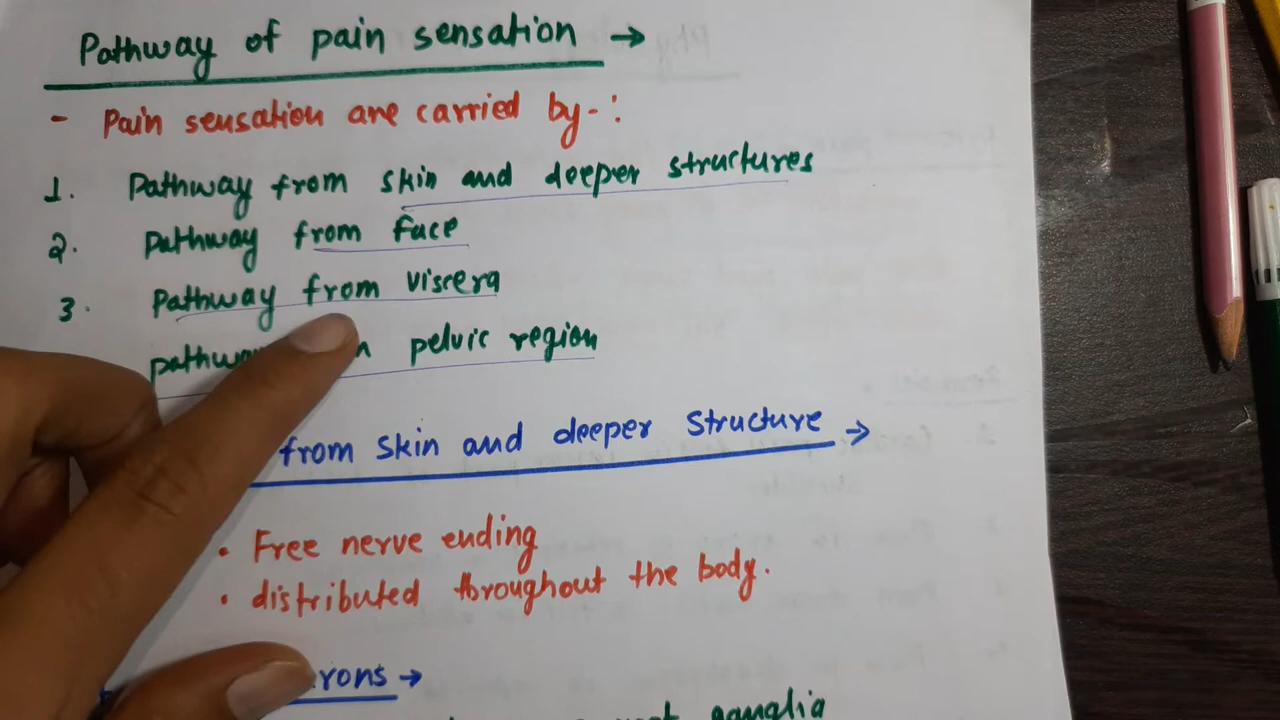 Pathway of pain sensation →
- Pain sensation are carried by-:
1. Pathway from skin and deeper structures
2. Pathway from face
3. Pathway from viscera
pelvic region
from skin and deeper structure →
• Free nerve ending
• distributed throughout the body.
→
ganglia